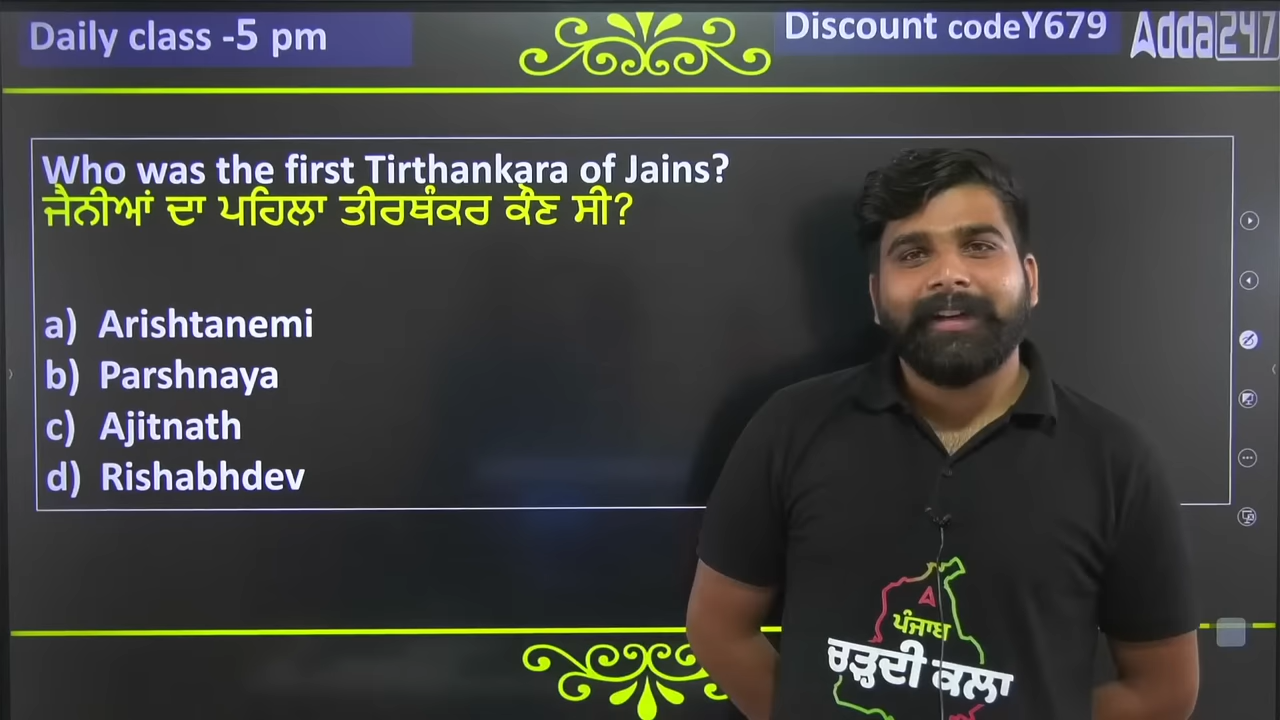 Daily class -5 pm
Discount codeY679
Adda247
Who was the first Tirthankara of Jains?
ਜੈਨੀਆਂ ਦਾ ਪਹਿਲਾ ਤੀਰਥੰਕਰ ਕੌਣ ਸੀ?
a) Arishtanemi
b) Parshnaya
c) Ajitnath
d) Rishabhdev
ਪੰਜਾਬ
ਚੜ੍ਹਦੀ ਕਲਾ